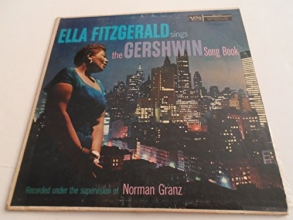 ELLA FITZGERALD sings
the GERSHWIN Song Book
Recorded under the supervision of Norman Granz